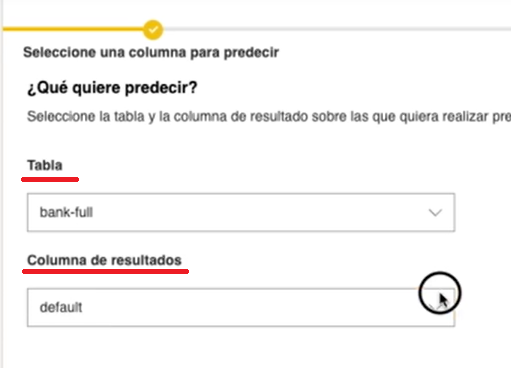 Seleccione una columna para predecir
¿Qué quiere predecir?
Seleccione la tabla y la columna de resultado sobre las que quiera realizar pre
Tabla
bank-full
Columna de resultados
default